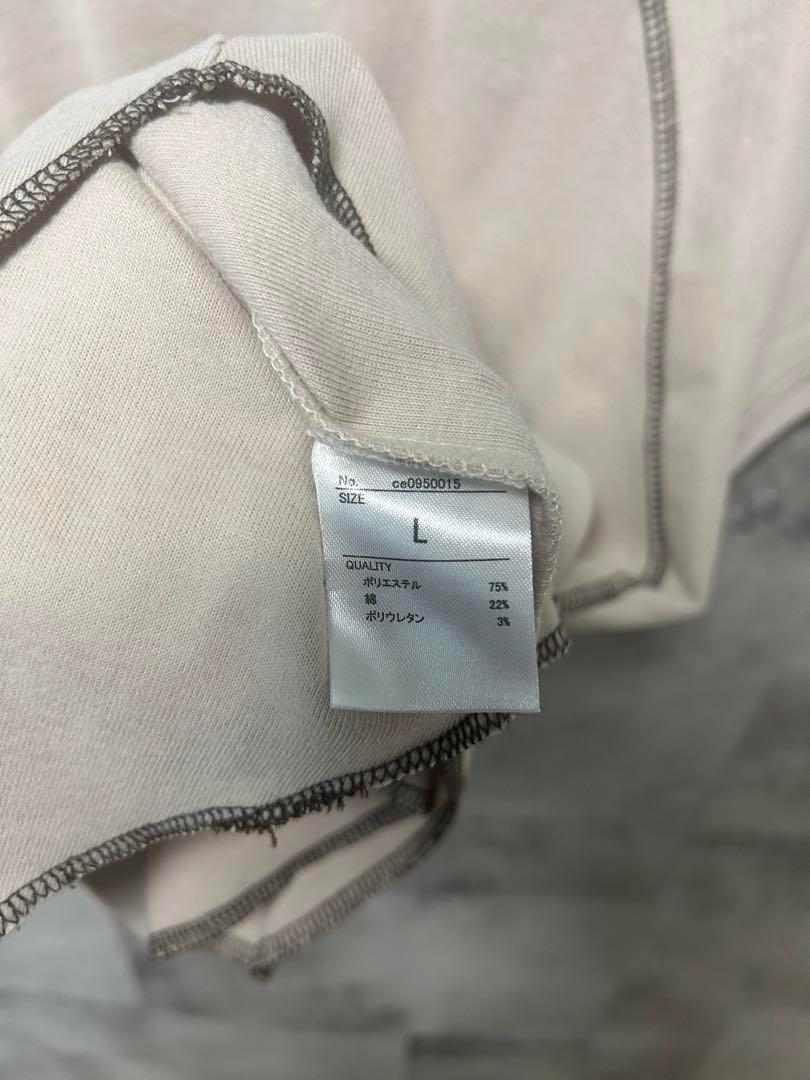 No. ce0950015
SIZE
L
QUALITY
ポリエステル 75%
綿 22%
ポリウレタン 3%